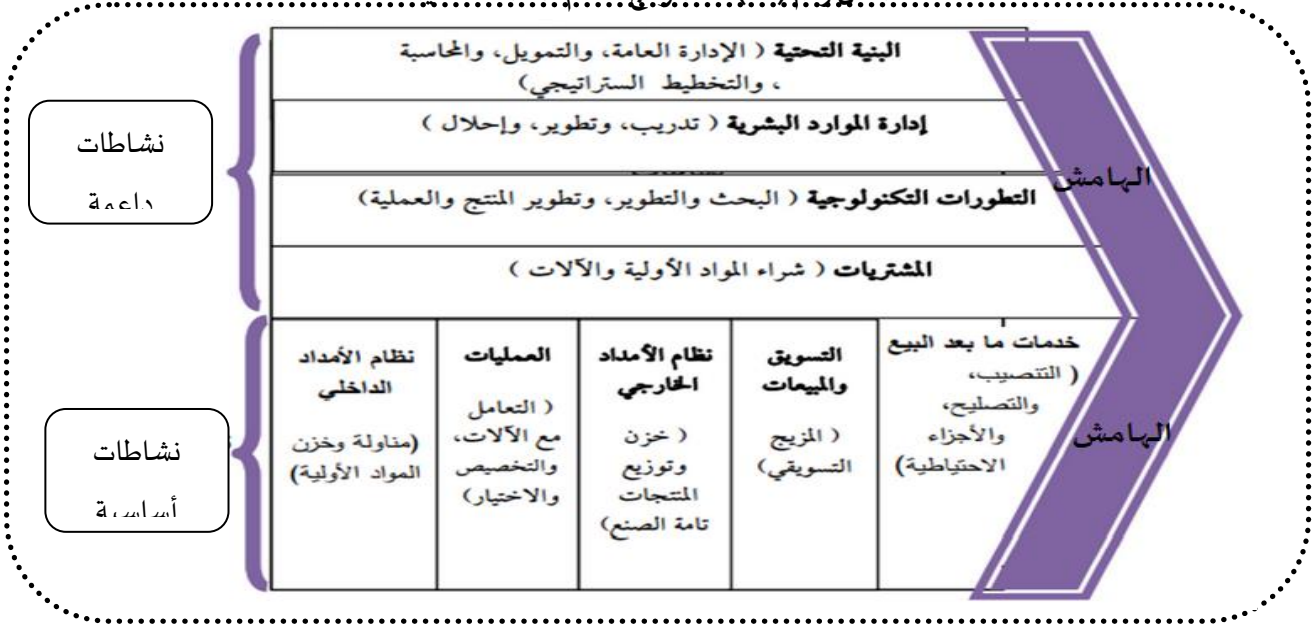 البنية التحتية ( الإدارة العامة، والتمويل، والمحاسبة
، والتخطيط الستراتيجي)
إدارة الموارد البشرية ( تدريب، وتطوير، وإحلال )
التطورات التكنولوجية ( البحث والتطوير، وتطوير المنتج والعملية)
المشتريات ( شراء المواد الأولية والآلات )
نشاطات
داعمة
الهامش
خدمات ما بعد البيع
( التنصيب،
والتصليح،
والأجزاء
الاحتياطية)
التسويق
والمبيعات
( المزيج
التسويقي)
نظام الأمداد
الخارجي
( خزن
وتوزيع
المنتجات
تامة الصنع)
العمليات
( التعامل
مع الآلات،
والتخصيص
والاختيار)
نظام الأمداد
الداخلي
(مناولة وخزن
المواد الأولية)
نشاطات
أساسية
الهامش